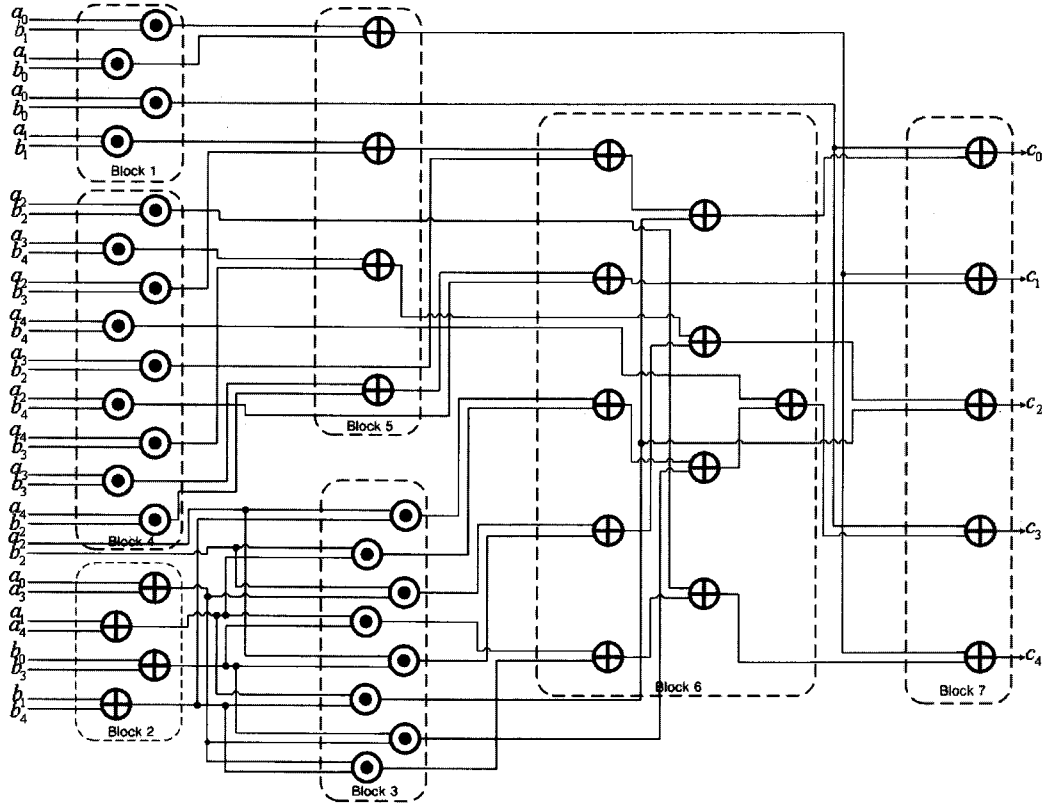 a₀
b₁
a₁
b₀
a₀
b₀
a₁
b₁
Block 1
a₂
b₂
a₃
b₄
a₂
b₃
a₄
b₄
a₃
b₂
a₂
b₄
a₄
b₃
a₃
b₃
a₄
b₂
Block 4
a₂
b₂
a₀
a₃
a₁
a₄
b₀
b₃
b₁
b₄
Block 2
Block 5
Block 3
Block 6
c₀
c₁
c₂
c₃
c₄
Block 7